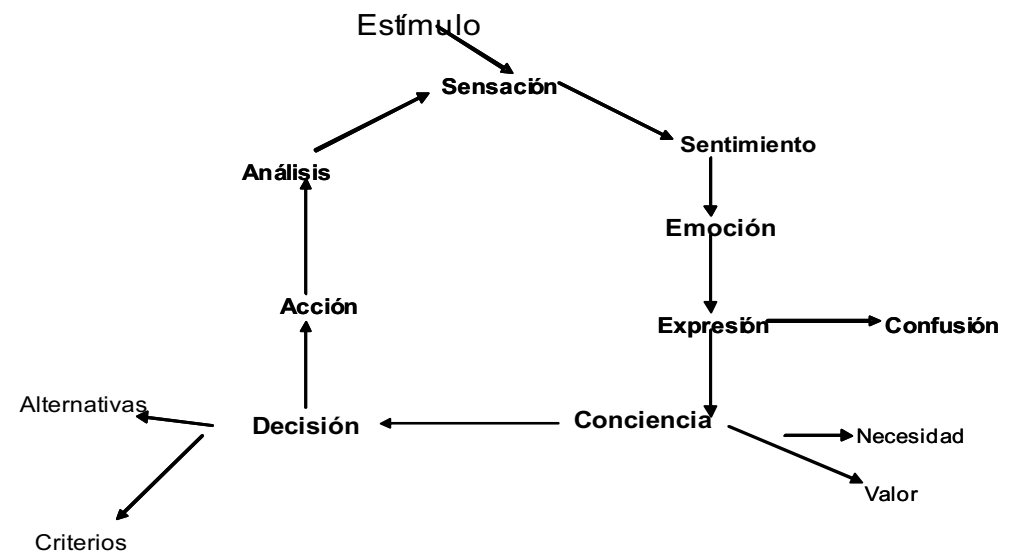 Estímulo
Sensación
Sentimiento
Análisis
Emoción
Acción
Expresión
Confusión
Alternativas
Decisión
Conciencia
Necesidad
Valor
Criterios